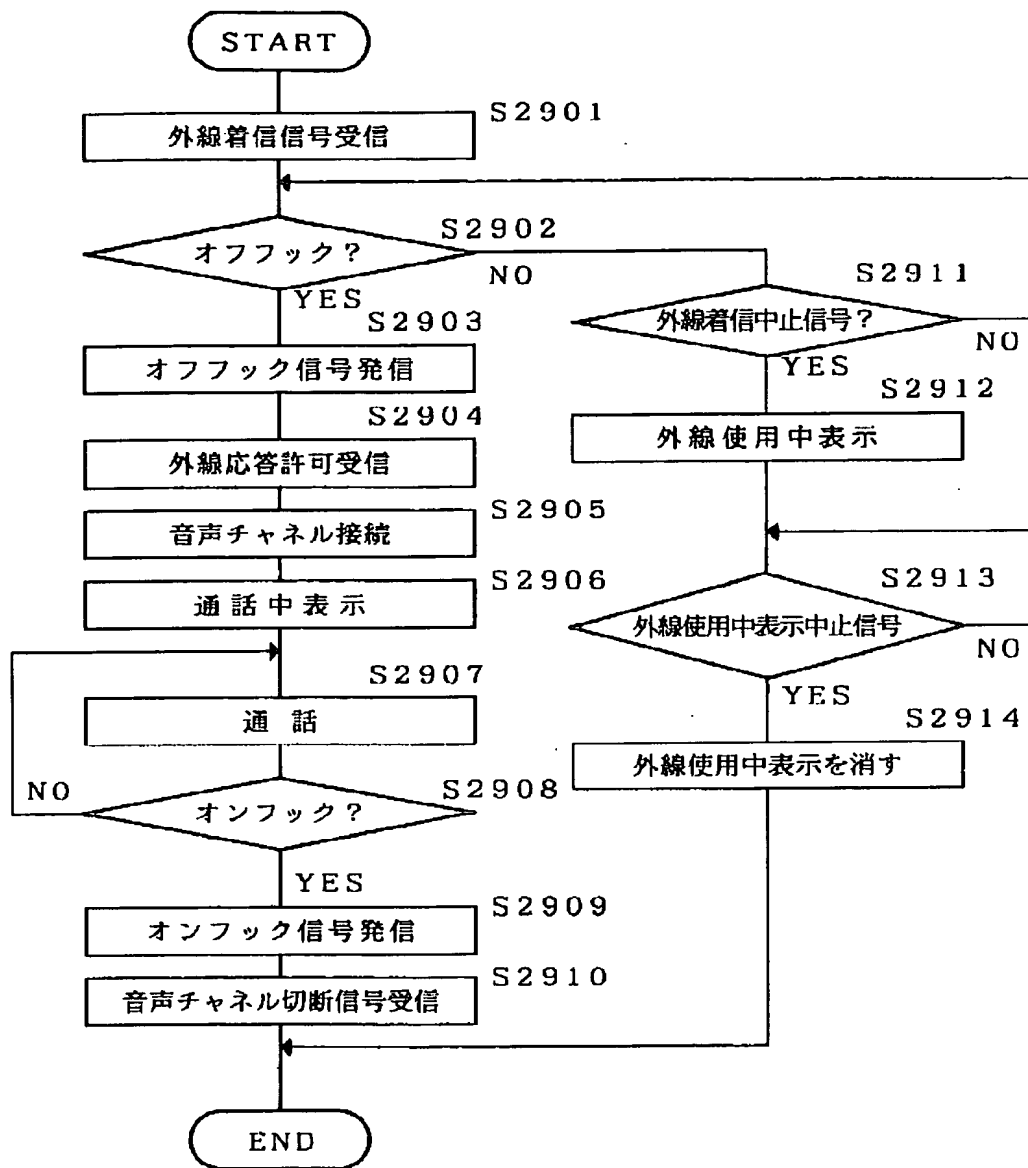 START
S2901
外線着信信号受信
S2902
オフフック?
NO
YES
S2903
オフフック信号発信
S2904
外線応答許可受信
S2905
音声チャネル接続
S2906
通話中表示
S2907
通話
S2908
オンフック?
NO
YES
S2909
オンフック信号発信
S2910
音声チャネル切断信号受信
END
S2911
外線着信中止信号?
NO
YES
S2912
外線使用中表示
S2913
外線使用中表示中止信号
NO
YES
S2914
外線使用中表示を消す